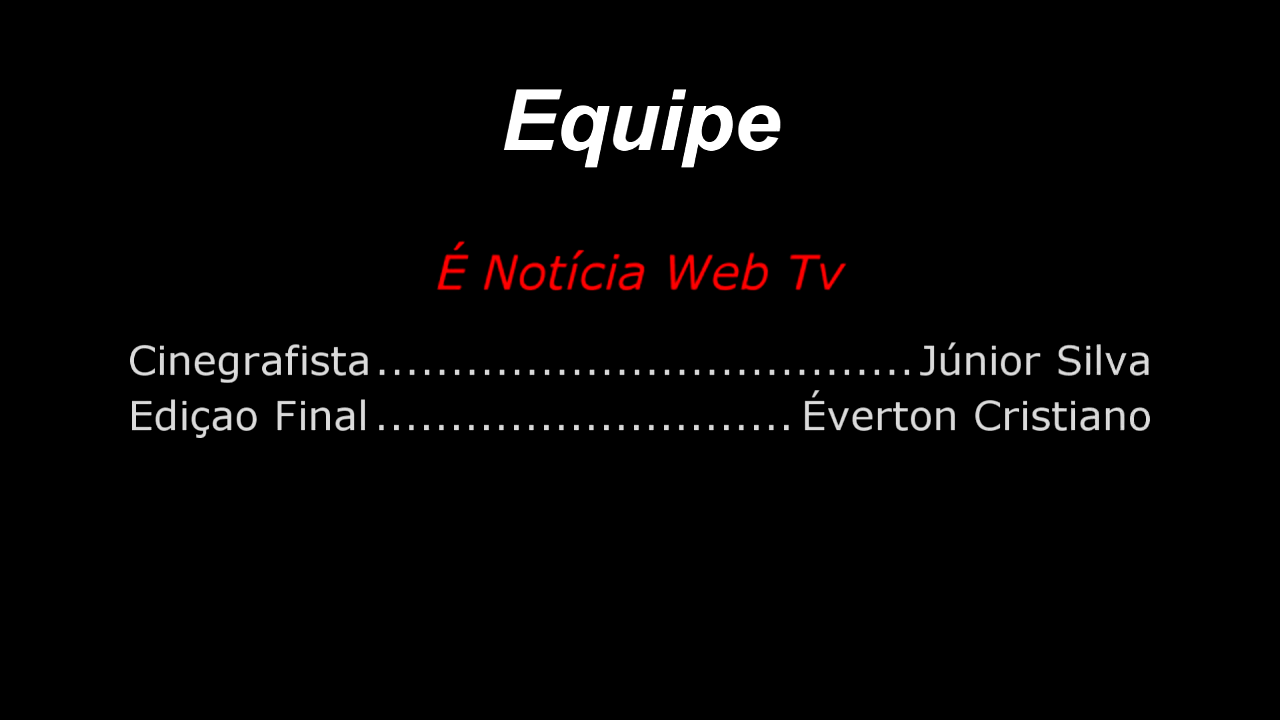 Equipe
É Notícia Web Tv
Cinegrafista....................................Júnior Silva
Ediçao Final............................Éverton Cristiano